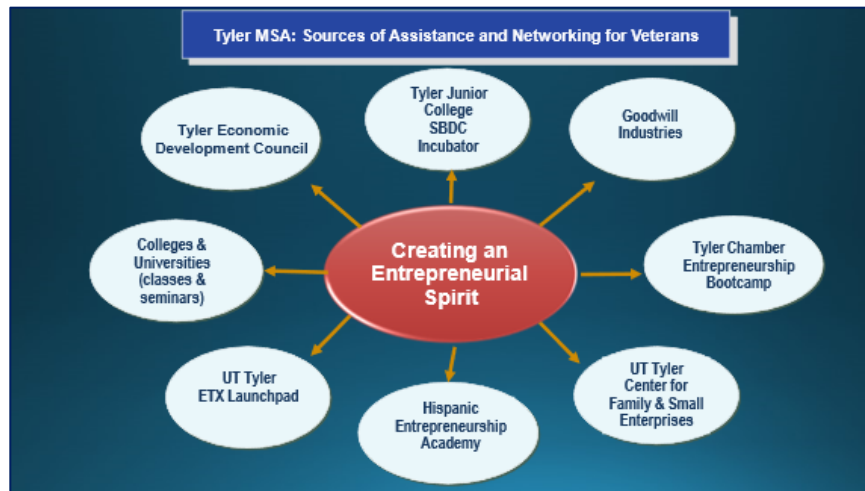 Tyler MSA: Sources of Assistance and Networking for Veterans
Tyler Economic
Development Council
Tyler Junior
College
SBDC
Incubator
Goodwill
Industries
Colleges &
Universities
(classes &
seminars)
Creating an
Entrepreneurial
Spirit
Tyler Chamber
Entrepreneurship
Bootcamp
UT Tyler
ETX Launchpad
Hispanic
Entrepreneurship
Academy
UT Tyler
Center for
Family & Small
Enterprises